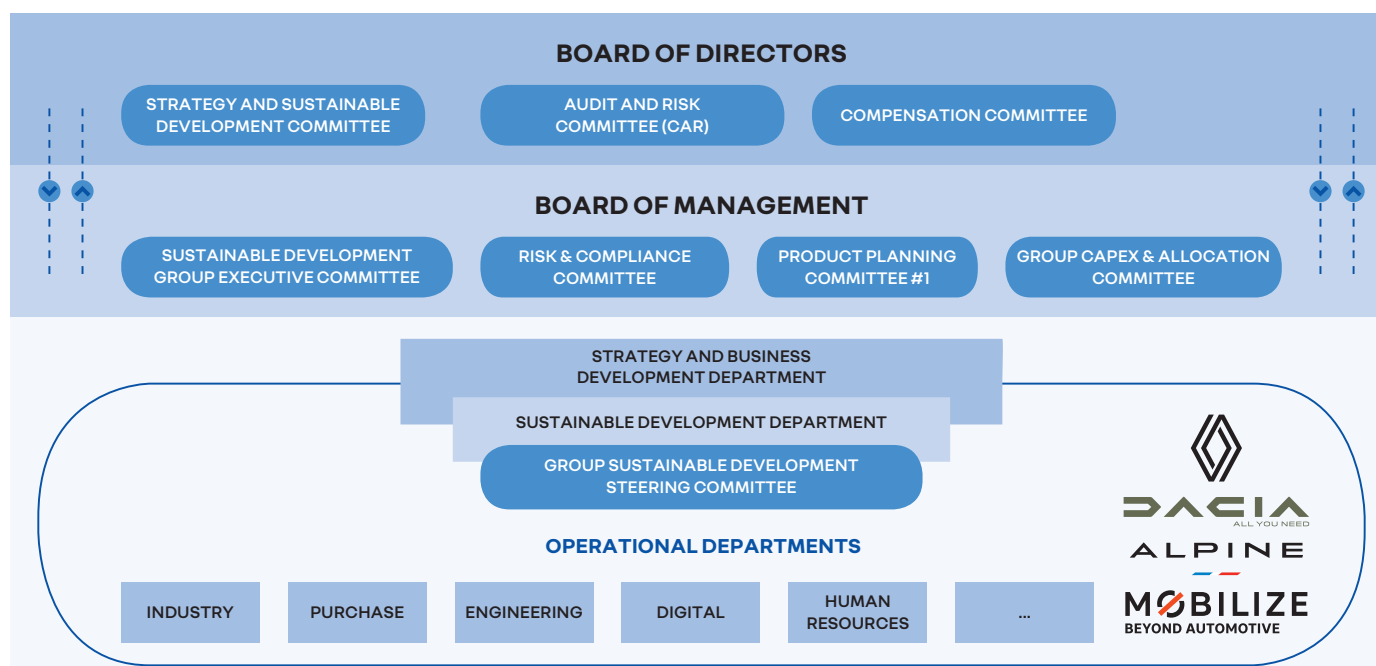 BOARD OF DIRECTORS
STRATEGY AND SUSTAINABLE
DEVELOPMENT COMMITTEE
AUDIT AND RISK
COMMITTEE (CAR)
COMPENSATION COMMITTEE
BOARD OF MANAGEMENT
SUSTAINABLE DEVELOPMENT
GROUP EXECUTIVE COMMITTEE
RISK & COMPLIANCE
COMMITTEE
PRODUCT PLANNING
COMMITTEE #1
GROUP CAPEX & ALLOCATION
COMMITTEE
STRATEGY AND BUSINESS
DEVELOPMENT DEPARTMENT
SUSTAINABLE DEVELOPMENT DEPARTMENT
GROUP SUSTAINABLE DEVELOPMENT
STEERING COMMITTEE
OPERATIONAL DEPARTMENTS
INDUSTRY
PURCHASE
ENGINEERING
DIGITAL
HUMAN
RESOURCES
...
DACIA
ALL YOU NEED
ALPINE
MOBILIZE
BEYOND AUTOMOTIVE